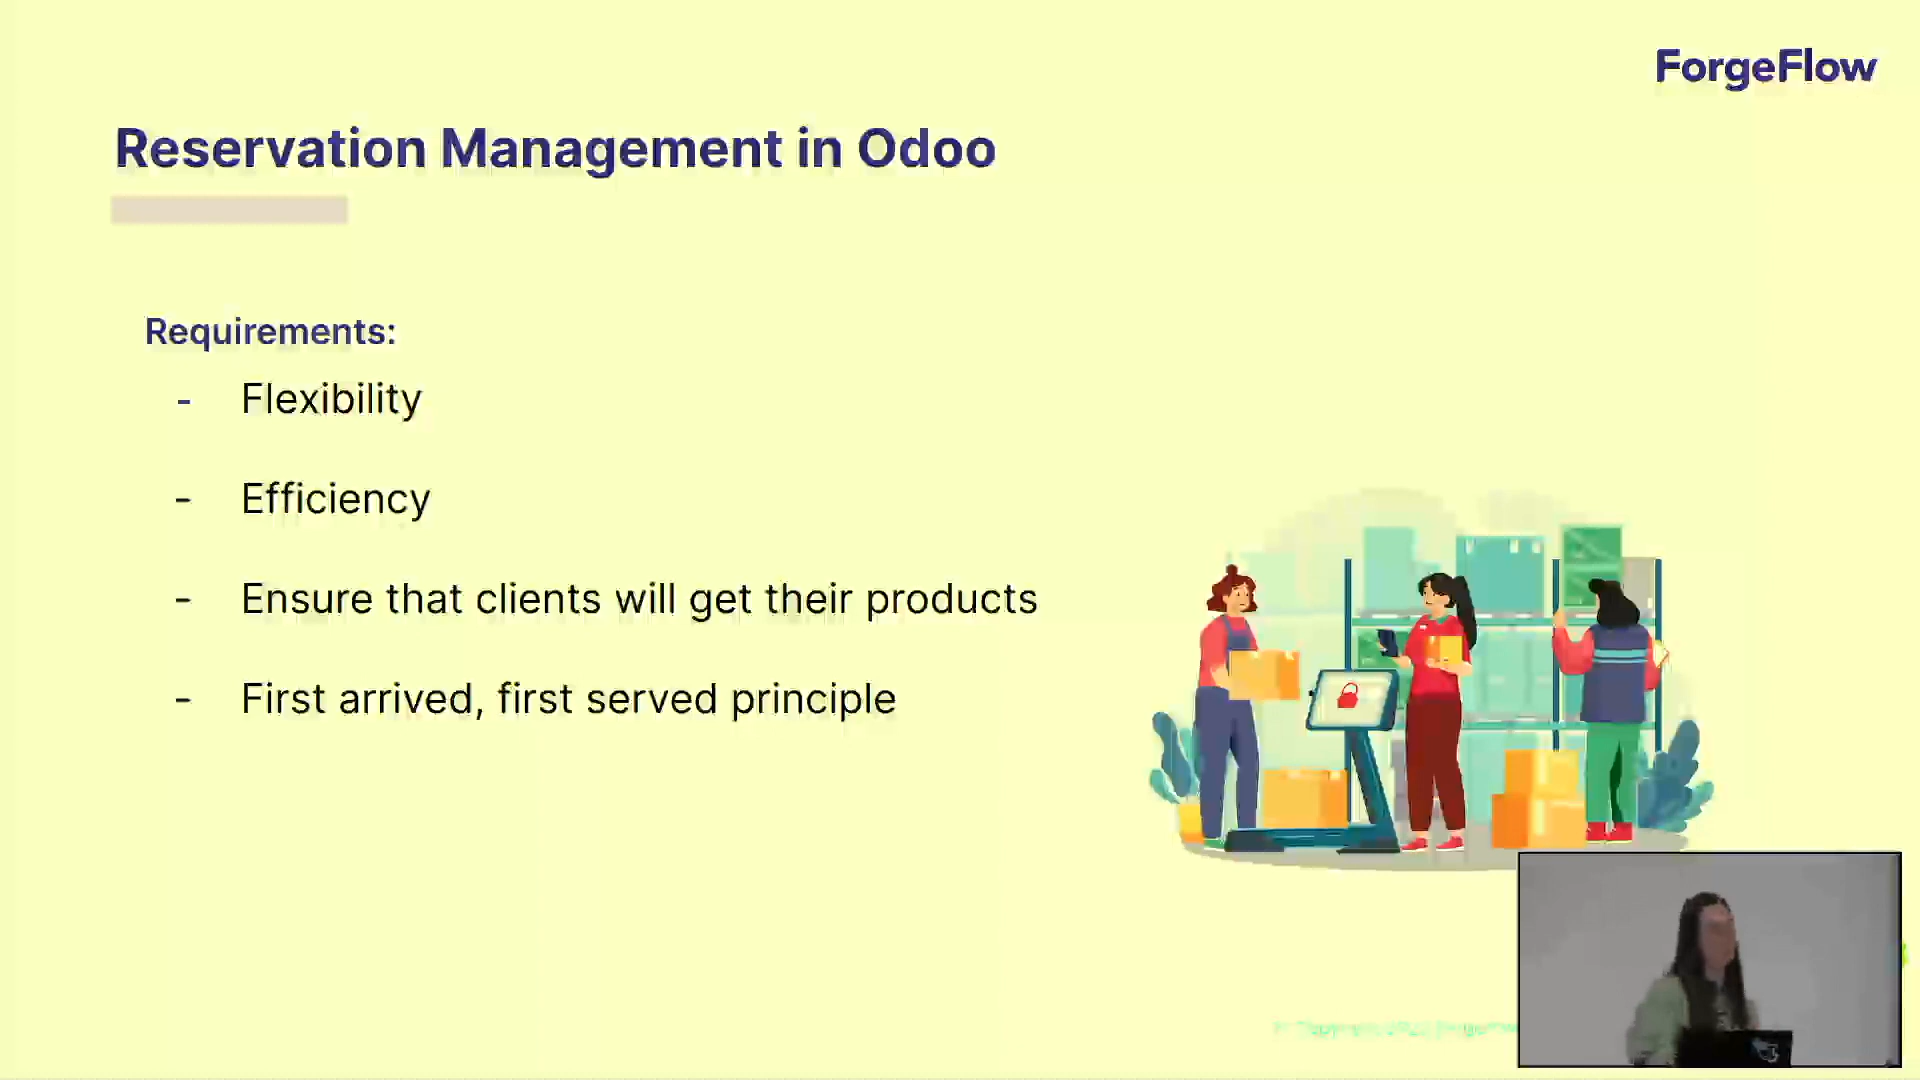 ForgeFlow
Reservation Management in Odoo
Requirements:
- Flexibility
- Efficiency
- Ensure that clients will get their products
- First arrived, first served principle